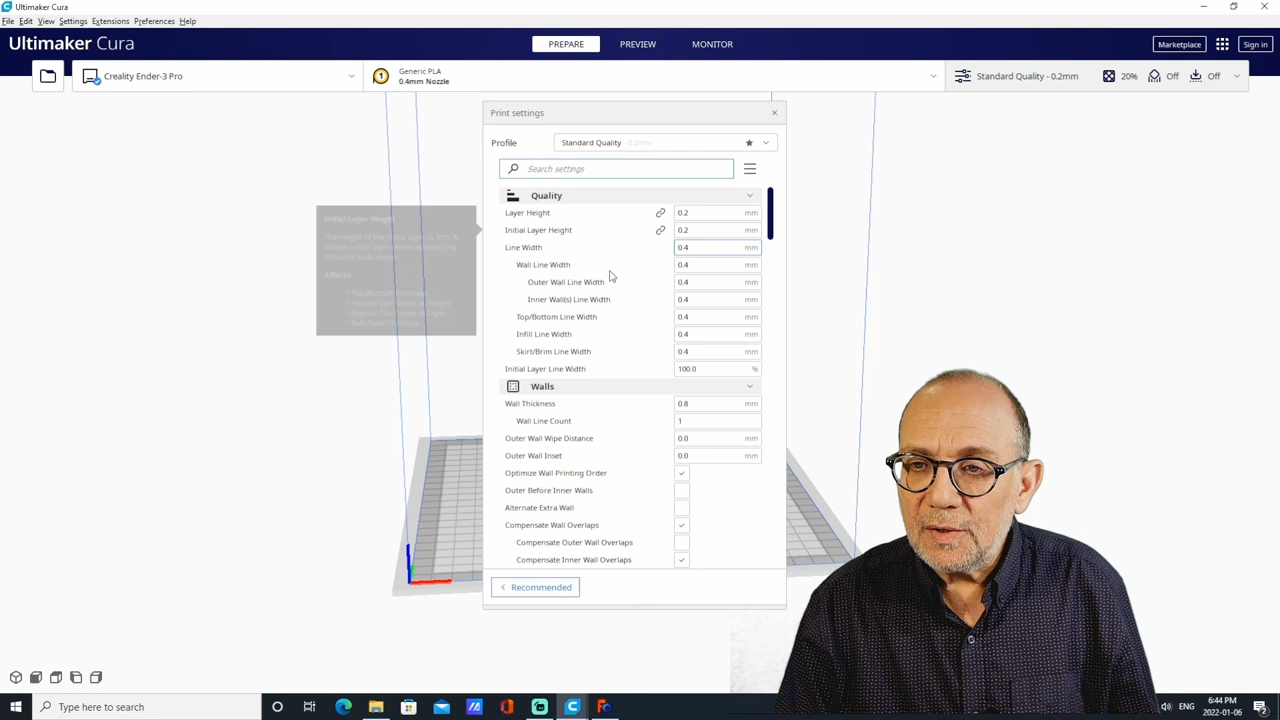 Ultimaker Cura
File Edit View Settings Extensions Preferences Help
Ultimaker Cura
PREPARE PREVIEW MONITOR
Marketplace Sign in
Creality Ender-3 Pro
1 Generic PLA
0.4mm Nozzle
Standard Quality - 0.2mm 20% Off Off
Print settings
Profile Standard Quality - 0.2mm
Search settings
Quality
Layer Height 0.2 mm
Initial Layer Height 0.2 mm
Line Width 0.4 mm
Wall Line Width 0.4 mm
Outer Wall Line Width 0.4 mm
Inner Wall(s) Line Width 0.4 mm
Top/Bottom Line Width 0.4 mm
Infill Line Width 0.4 mm
Skirt/Brim Line Width 0.4 mm
Initial Layer Line Width 100.0 %
Walls
Wall Thickness 0.8 mm
Wall Line Count 1
Outer Wall Wipe Distance 0.0 mm
Outer Wall Inset 0.0 mm
Optimize Wall Printing Order
Outer Before Inner Walls
Alternate Extra Wall
Compensate Wall Overlaps
Compensate Outer Wall Overlaps
Compensate Inner Wall Overlaps
Recommended
Initial Layer Height
Affects
Type here to search
ENG
6:44 PM
2022-01-06
2